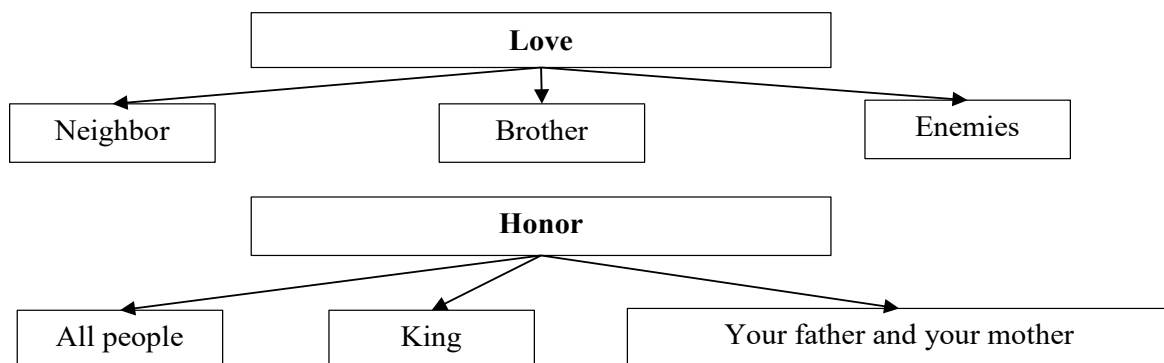 Love
Neighbor
Brother
Enemies
Honor
All people
King
Your father and your mother